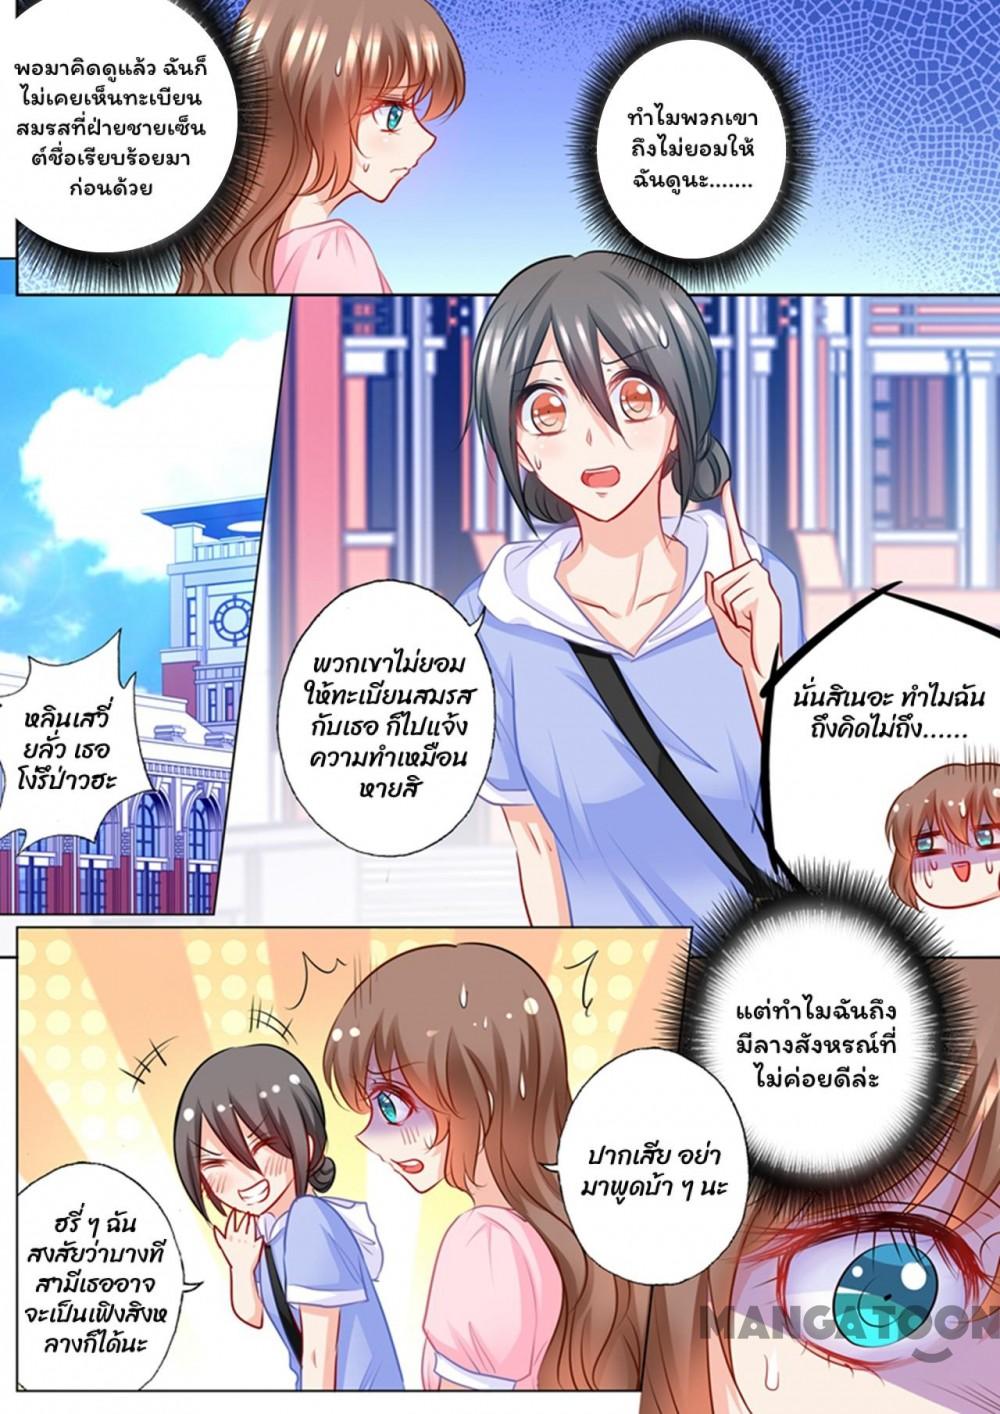 พอมาคิดดูแล้ว ฉันก็
ไม่เคยเห็นทะเบียน
สมรสที่ฝ่ายชายเซ็น
ต์ชื่อเรียบร้อยมา
ก่อนด้วย
ทำไมพวกเขา
ถึงไม่ยอมให้
ฉันดูนะ.......
หลินเสวี่
ยลั่ว เธอ
โง่รึป่าวฮะ
พวกเขาไม่ยอม
ให้ทะเบียนสมรส
กับเธอ ก็ไปแจ้ง
ความทำเหมือน
หายสิ
นั่นสิเนอะ ทำไมฉัน
ถึงคิดไม่ถึง......
ฮรี่ ๆ ฉัน
สงสัยว่าบางที
สามีเธออาจ
จะเป็นเฟิงสิงห
ลางก็ได้นะ
ปากเสีย อย่า
มาพูดบ้า ๆ นะ
แต่ทำไมฉันถึง
มีลางสังหรณ์ที่
ไม่ค่อยดีล่ะ
MANGATOON